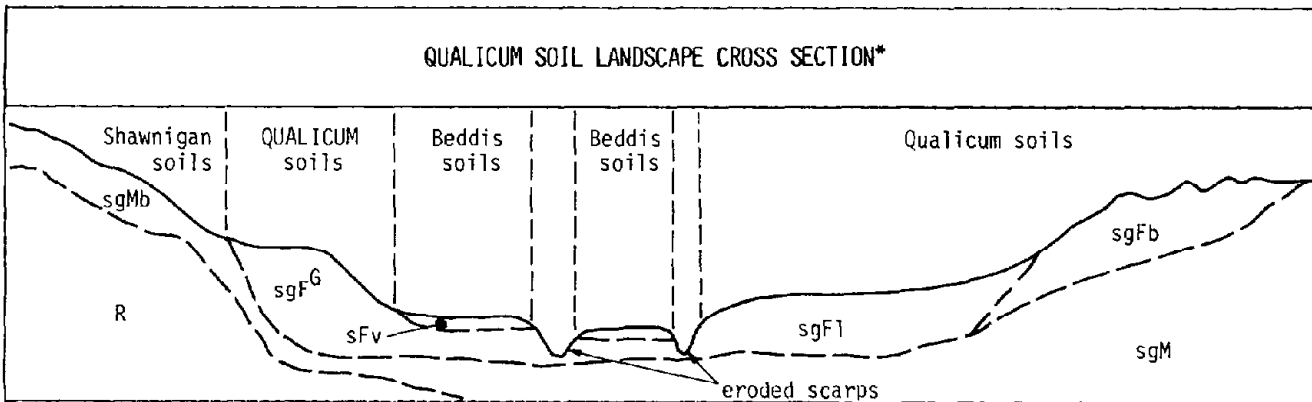 QUALICUM SOIL LANDSCAPE CROSS SECTION*
Shawnigan
soils
QUALICUM
soils
Beddis
soils
Beddis
soils
Qualicum soils
sgMb
sgFG
sFv
R
sgFb
sgFl
sgM
eroded scarps